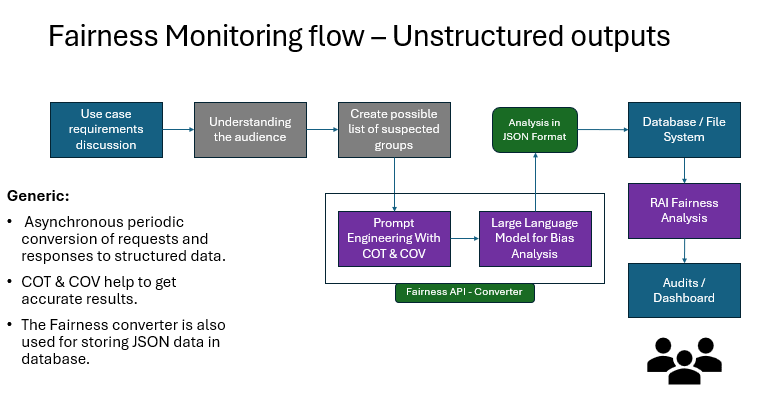 Fairness Monitoring flow – Unstructured outputs
Use case
requirements
discussion
Understanding
the audience
Create possible
list of suspected
groups
Analysis in
JSON Format
Database / File
System
Generic:
• Asynchronous periodic
conversion of requests and
responses to structured data.
• COT & COV help to get
accurate results.
• The Fairness converter is also
used for storing JSON data in
database.
Prompt
Engineering With
COT & COV
Large Language
Model for Bias
Analysis
Fairness API - Converter
RAI Fairness
Analysis
Audits /
Dashboard